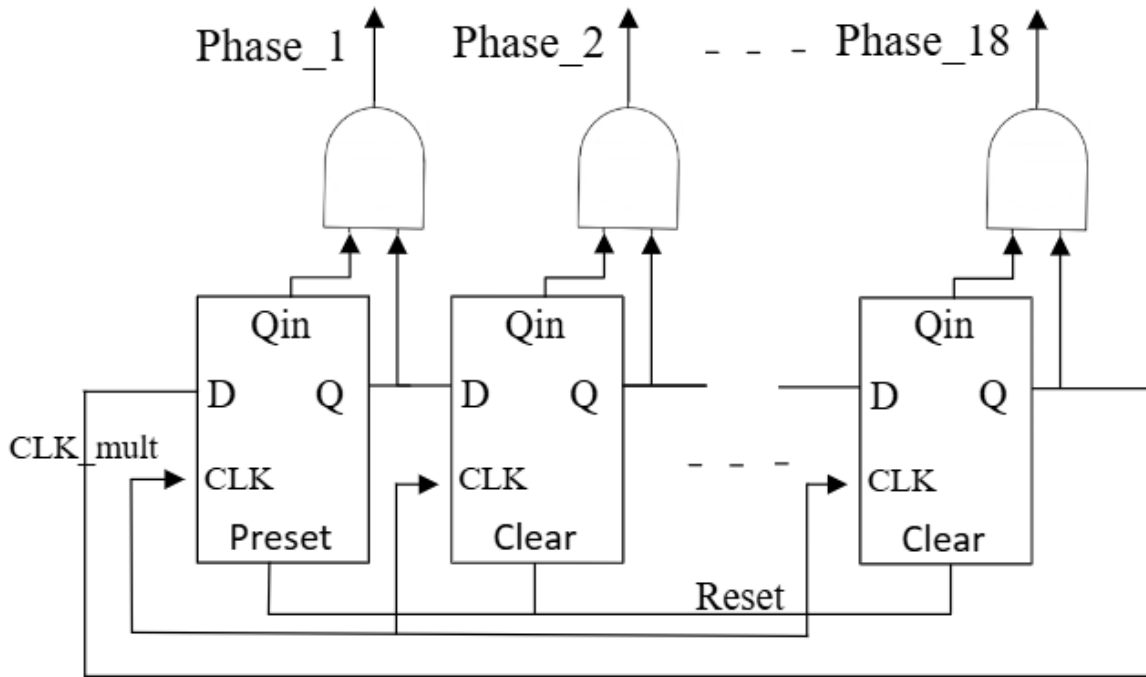 Phase_1
Phase_2
- - -
Phase_18
Qin
Qin
Qin
D
Q
D
Q
D
Q
CLK_mult
CLK
CLK
- - - -
CLK
Preset
Clear
Clear
Reset